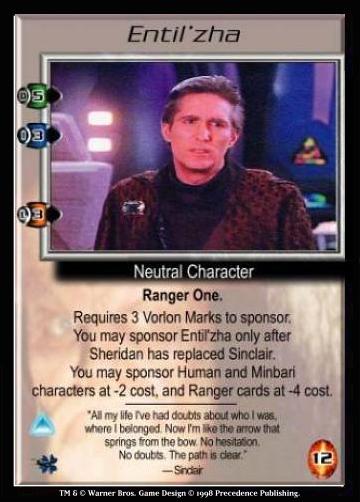 Entil'zha
5
3
3
Neutral Character
Ranger One.
Requires 3 Vorlon Marks to sponsor.
You may sponsor Entil'zha only after
Sheridan has replaced Sinclair.
You may sponsor Human and Minbari
characters at -2 cost, and Ranger cards at -4 cost.
"All my life I've had doubts about who I was,
where I belonged. Now I'm like the arrow that
springs from the bow. No hesitation.
No doubts. The path is clear."
— Sinclair
12
TM & © Warner Bros. Game Design © 1998 Precedence Publishing.